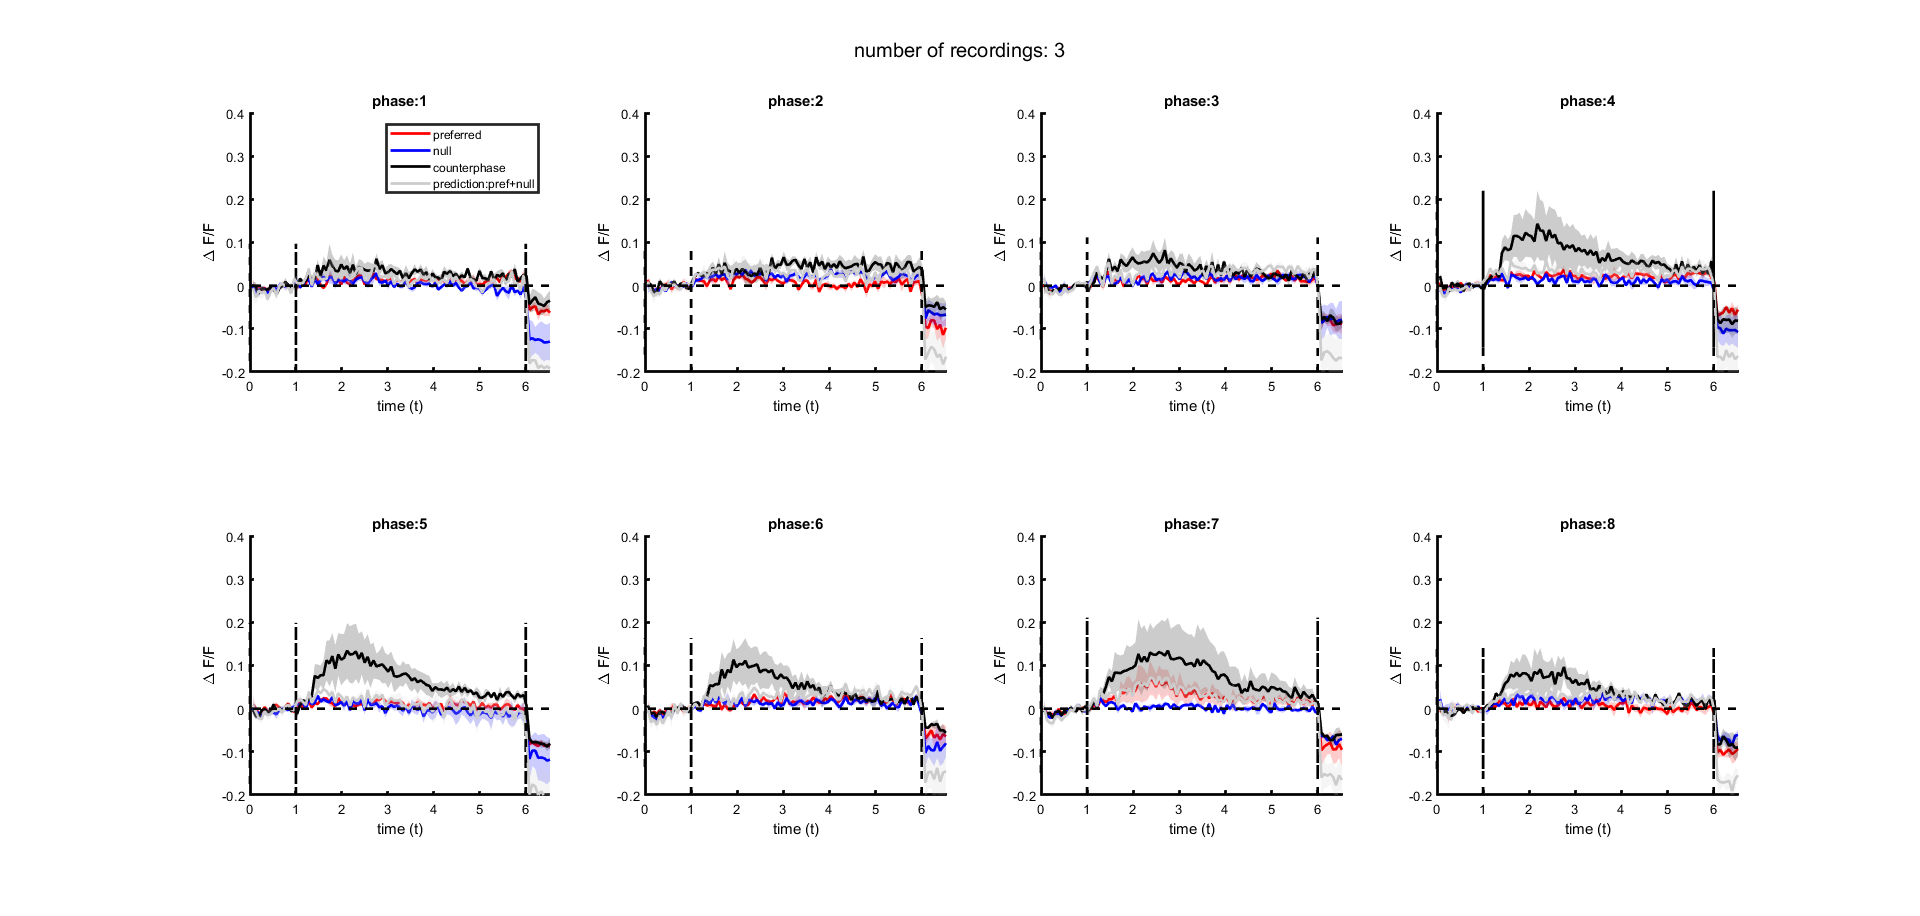 number of recordings: 3
phase:1
0.4
0.3
0.2
0.1
0
-0.1
-0.2
Δ F/F
preferred
null
counterphase
prediction:pref+null
0 1 2 3 4 5 6
time (t)
phase:2
0.4
0.3
0.2
0.1
0
-0.1
-0.2
Δ F/F
0 1 2 3 4 5 6
time (t)
phase:3
0.4
0.3
0.2
0.1
0
-0.1
-0.2
Δ F/F
0 1 2 3 4 5 6
time (t)
phase:4
0.4
0.3
0.2
0.1
0
-0.1
-0.2
Δ F/F
0 1 2 3 4 5 6
time (t)
phase:5
0.4
0.3
0.2
0.1
0
-0.1
-0.2
Δ F/F
0 1 2 3 4 5 6
time (t)
phase:6
0.4
0.3
0.2
0.1
0
-0.1
-0.2
Δ F/F
0 1 2 3 4 5 6
time (t)
phase:7
0.4
0.3
0.2
0.1
0
-0.1
-0.2
Δ F/F
0 1 2 3 4 5 6
time (t)
phase:8
0.4
0.3
0.2
0.1
0
-0.1
-0.2
Δ F/F
0 1 2 3 4 5 6
time (t)